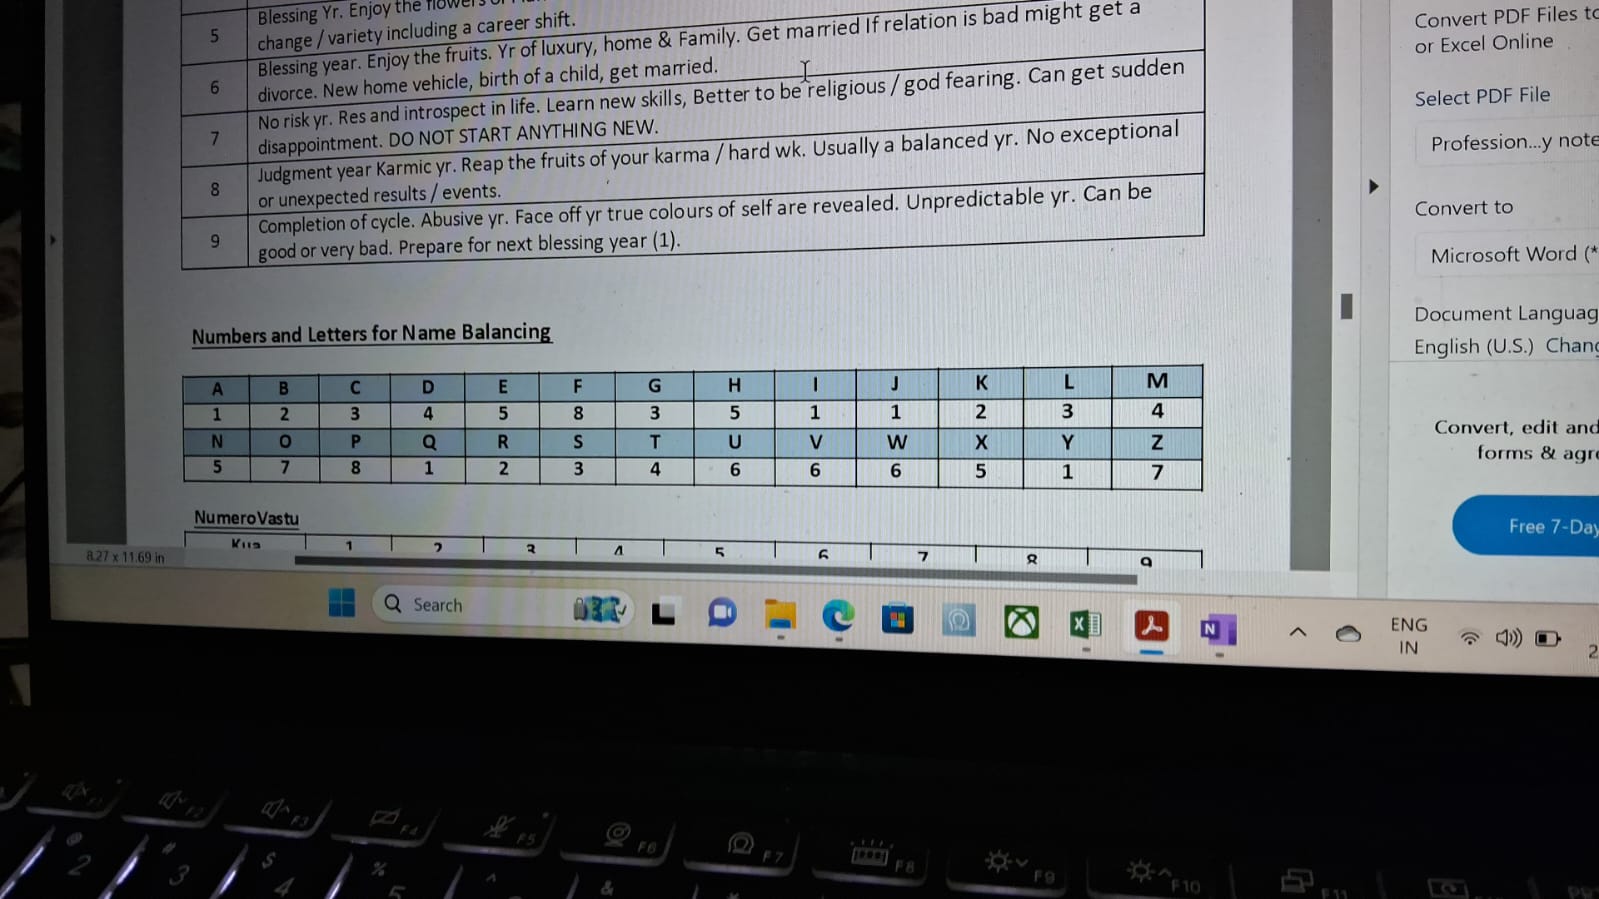 5 Blessing Yr. Enjoy the flowers
change / variety including a career shift.
6 Blessing year. Enjoy the fruits. Yr of luxury, home & Family. Get married If relation is bad might get a
divorce. New home vehicle, birth of a child, get married.
7 No risk yr. Res and introspect in life. Learn new skills, Better to be religious / god fearing. Can get sudden
disappointment. DO NOT START ANYTHING NEW.
8 Judgment year Karmic yr. Reap the fruits of your karma / hard wk. Usually a balanced yr. No exceptional
or unexpected results / events.
9 Completion of cycle. Abusive yr. Face off yr true colours of self are revealed. Unpredictable yr. Can be
good or very bad. Prepare for next blessing year (1).
Numbers and Letters for Name Balancing
A B C D E F G H I J K L M
1 2 3 4 5 8 3 5 1 1 2 3 4
N O P Q R S T U V W X Y Z
5 7 8 1 2 3 4 6 6 6 5 1 7
NumeroVastu
Kua 1 2 3 4 5 6 7 8 9
8.27 x 11.69 in
Convert PDF Files to
or Excel Online
Select PDF File
Profession...y note
Convert to
Microsoft Word (*
Document Languag
English (U.S.) Chang
Convert, edit and
forms & agre
Free 7-Day
Search
ENG
IN
2
F1 F2 F3 F4 F5 F6 F7 F8 F9 F10 F11
@ # $ % ^ &
2 3 4 5